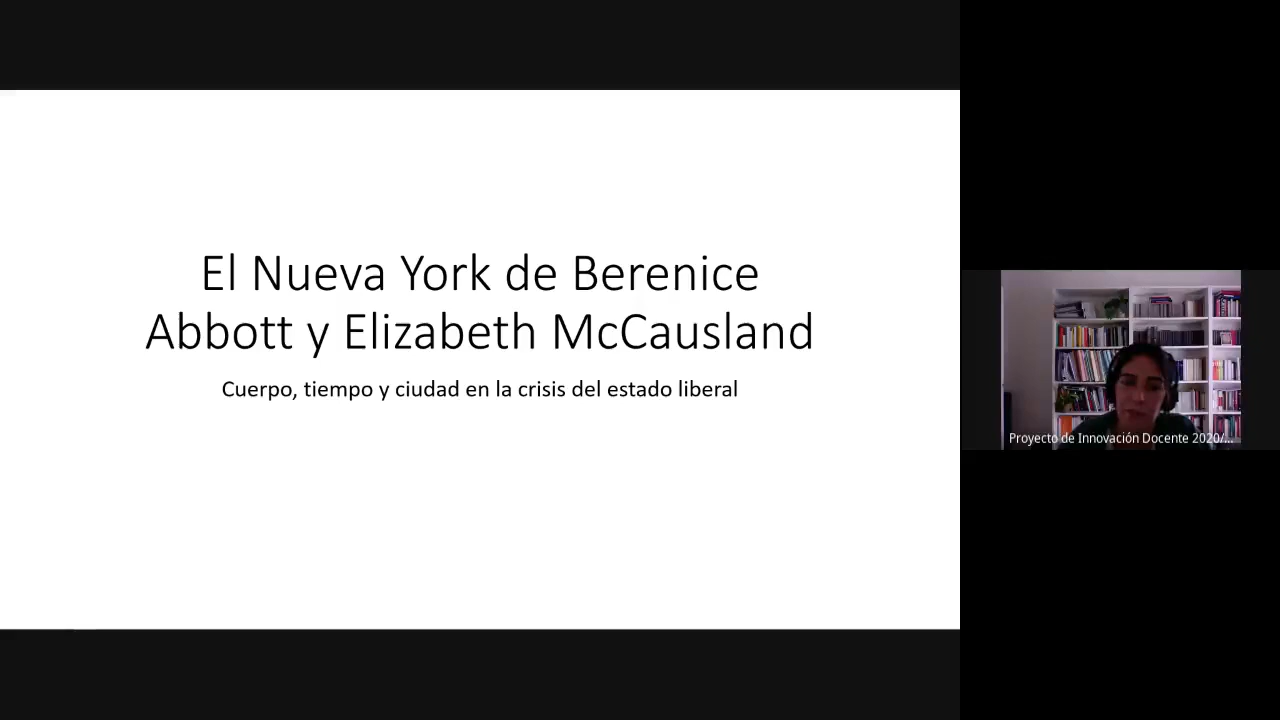 El Nueva York de Berenice
Abbott y Elizabeth McCausland
Cuerpo, tiempo y ciudad en la crisis del estado liberal
Proyecto de Innovación Docente 2020/...